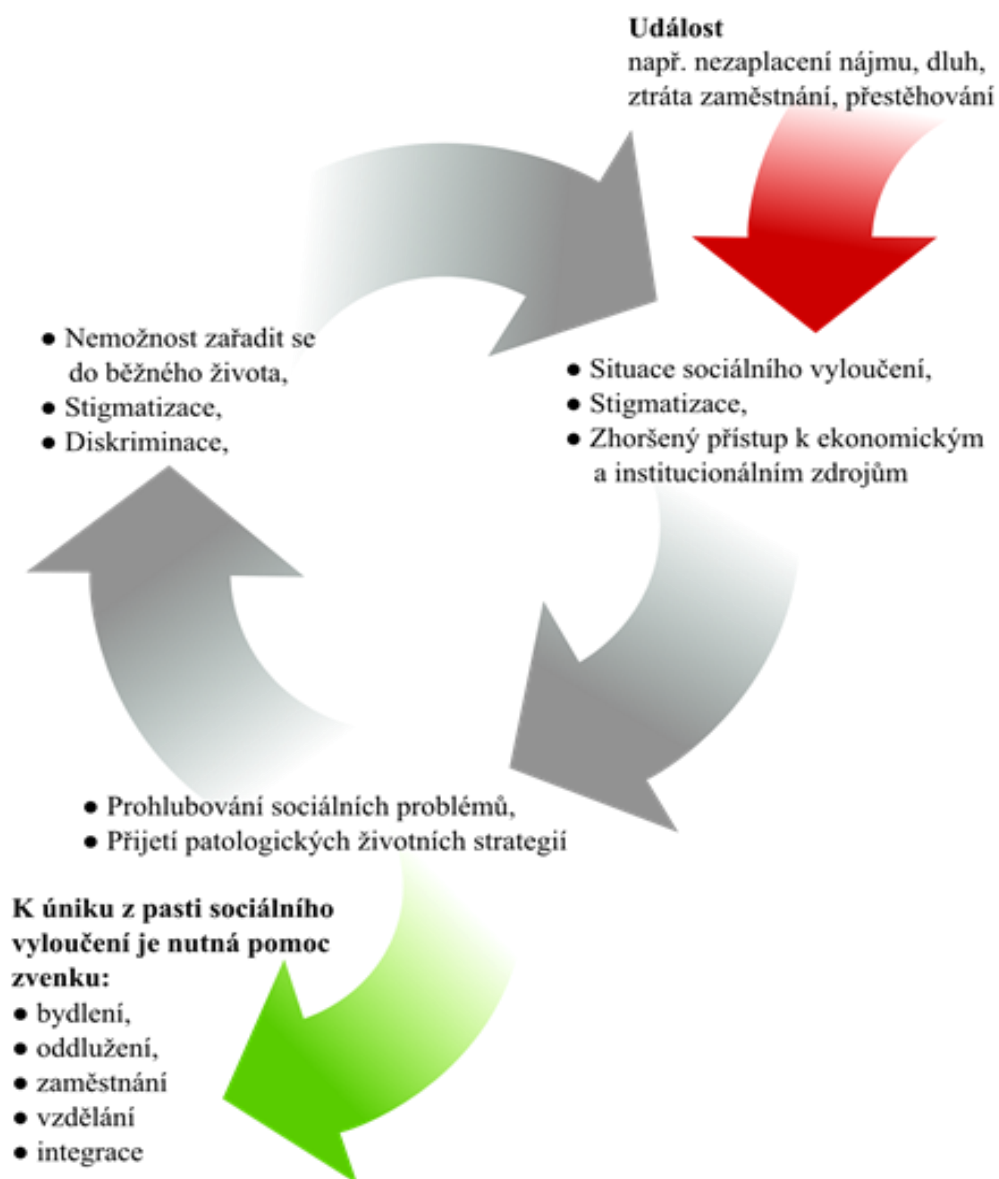 Událost
např. nezaplacení nájmu, dluh,
ztráta zaměstnání, přestěhování
● Nemožnost zařadit se
do běžného života,
● Stigmatizace,
● Diskriminace,
● Situace sociálního vyloučení,
● Stigmatizace,
● Zhoršený přístup k ekonomickým
a institucionálním zdrojům
● Prohlubování sociálních problémů,
● Přijetí patologických životních strategií
K úniku z pasti sociálního
vyloučení je nutná pomoc
zvenku:
● bydlení,
● oddlužení,
● zaměstnání
● vzdělání
● integrace